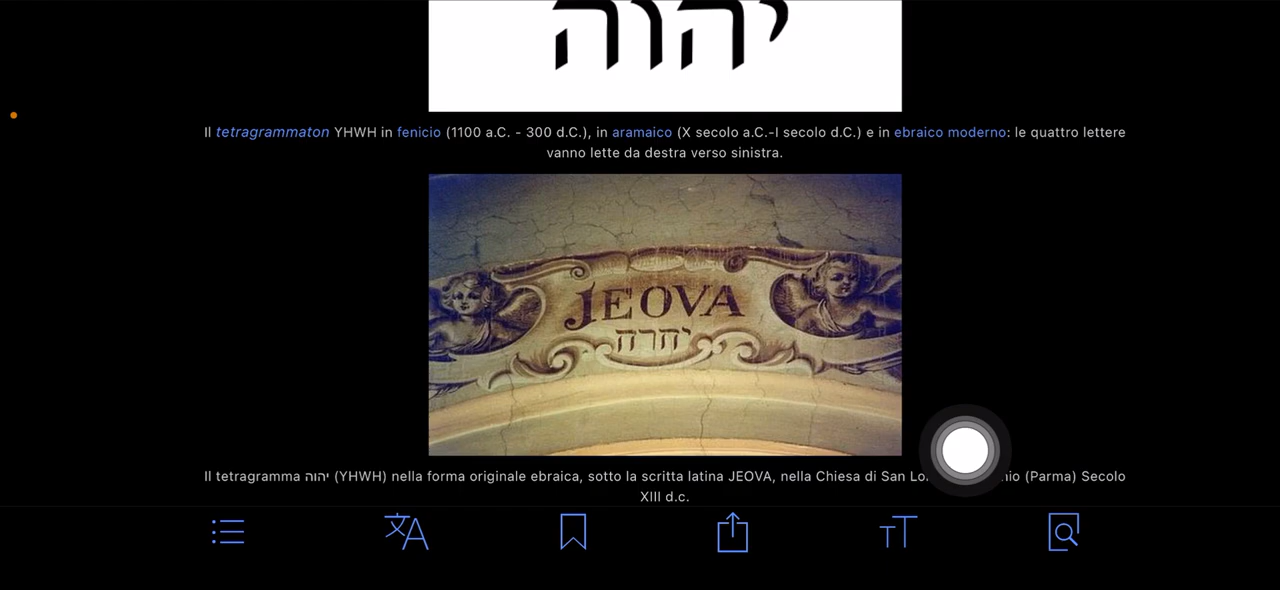 יהוה
Il tetragrammaton YHWH in fenicio (1100 a.C. - 300 d.C.), in aramaico (X secolo a.C.-I secolo d.C.) e in ebraico moderno: le quattro lettere
vanno lette da destra verso sinistra.
JEOVA
יהוה
Il tetragramma יהוה (YHWH) nella forma originale ebraica, sotto la scritta latina JEOVA, nella Chiesa di San (Parma) Secolo
XIII d.c.